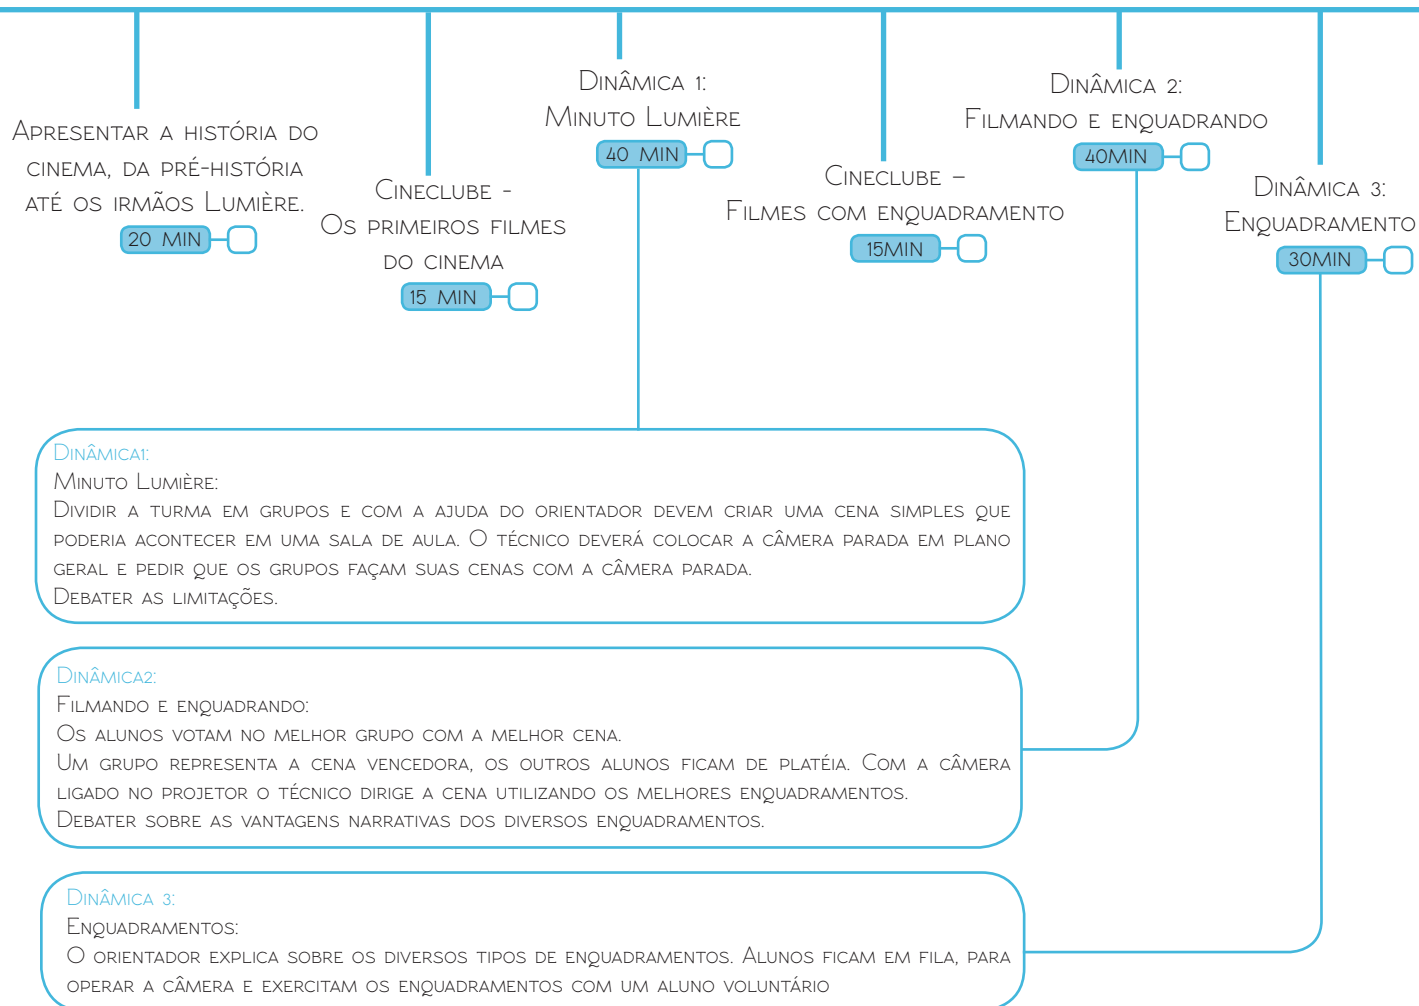 Apresentar a história do
cinema, da pré-história
até os irmãos Lumière.
20 min
Cineclube -
Os primeiros filmes
do cinema
15 min
Dinâmica 1:
Minuto Lumière
40 min
Cineclube –
Filmes com enquadramento
15min
Dinâmica 2:
Filmando e enquadrando
40min
Dinâmica 3:
Enquadramento
30min
Dinâmica1:
Minuto Lumière:
Dividir a turma em grupos e com a ajuda do orientador devem criar uma cena simples que
poderia acontecer em uma sala de aula. O técnico deverá colocar a câmera parada em plano
geral e pedir que os grupos façam suas cenas com a câmera parada.
Debater as limitações.
Dinâmica2:
Filmando e enquadrando:
Os alunos votam no melhor grupo com a melhor cena.
Um grupo representa a cena vencedora, os outros alunos ficam de platéia. Com a câmera
ligado no projetor o técnico dirige a cena utilizando os melhores enquadramentos.
Debater sobre as vantagens narrativas dos diversos enquadramentos.
Dinâmica 3:
Enquadramentos:
O orientador explica sobre os diversos tipos de enquadramentos. Alunos ficam em fila, para
operar a câmera e exercitam os enquadramentos com um aluno voluntário